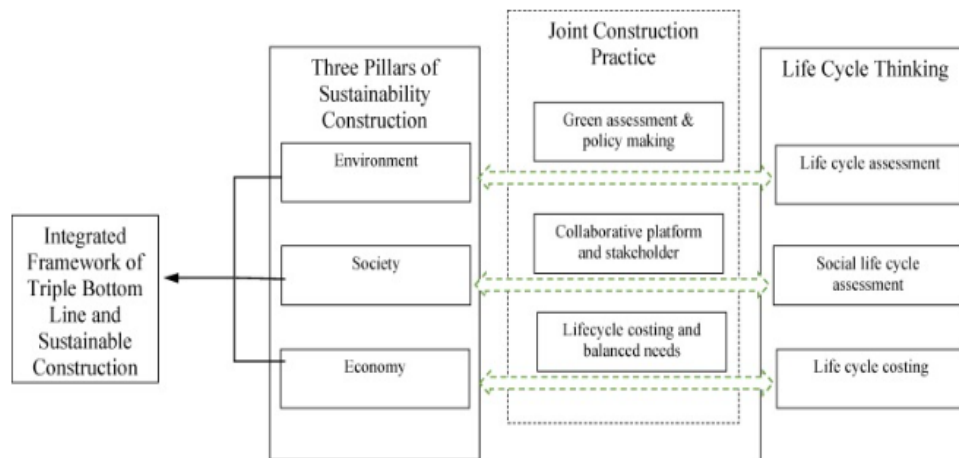 Integrated
Framework of
Triple Bottom
Line and
Sustainable
Construction
Three Pillars of
Sustainability
Construction
Environment
Society
Economy
Joint Construction
Practice
Green assessment &
policy making
Collaborative platform
and stakeholder
Lifecycle costing and
balanced needs
Life Cycle Thinking
Life cycle assessment
Social life cycle
assessment
Life cycle costing